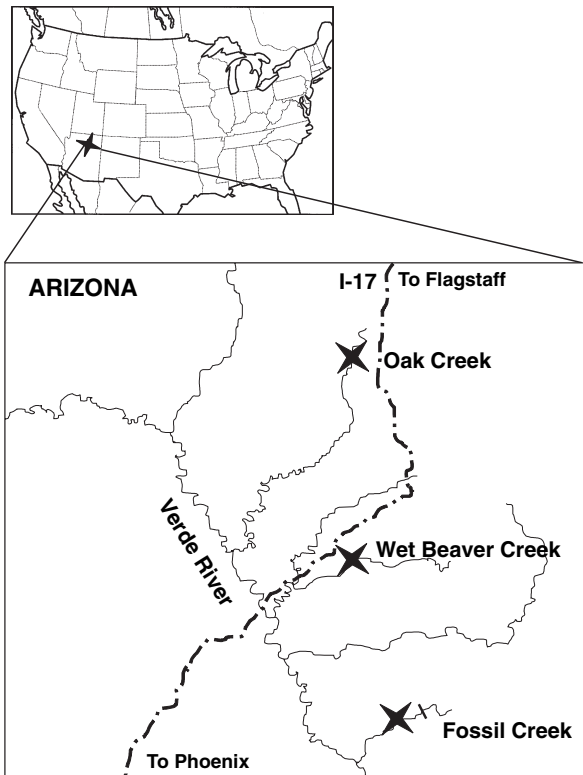 ARIZONA
I-17
To Flagstaff
Oak Creek
Verde River
Wet Beaver Creek
Fossil Creek
To Phoenix